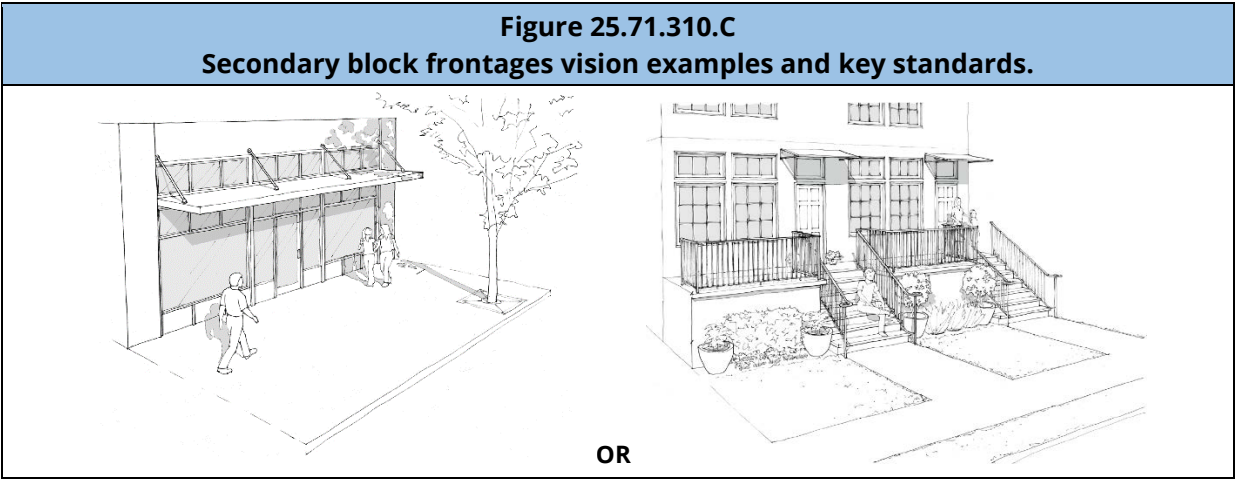 Figure 25.71.310.C
Secondary block frontages vision examples and key standards.
OR